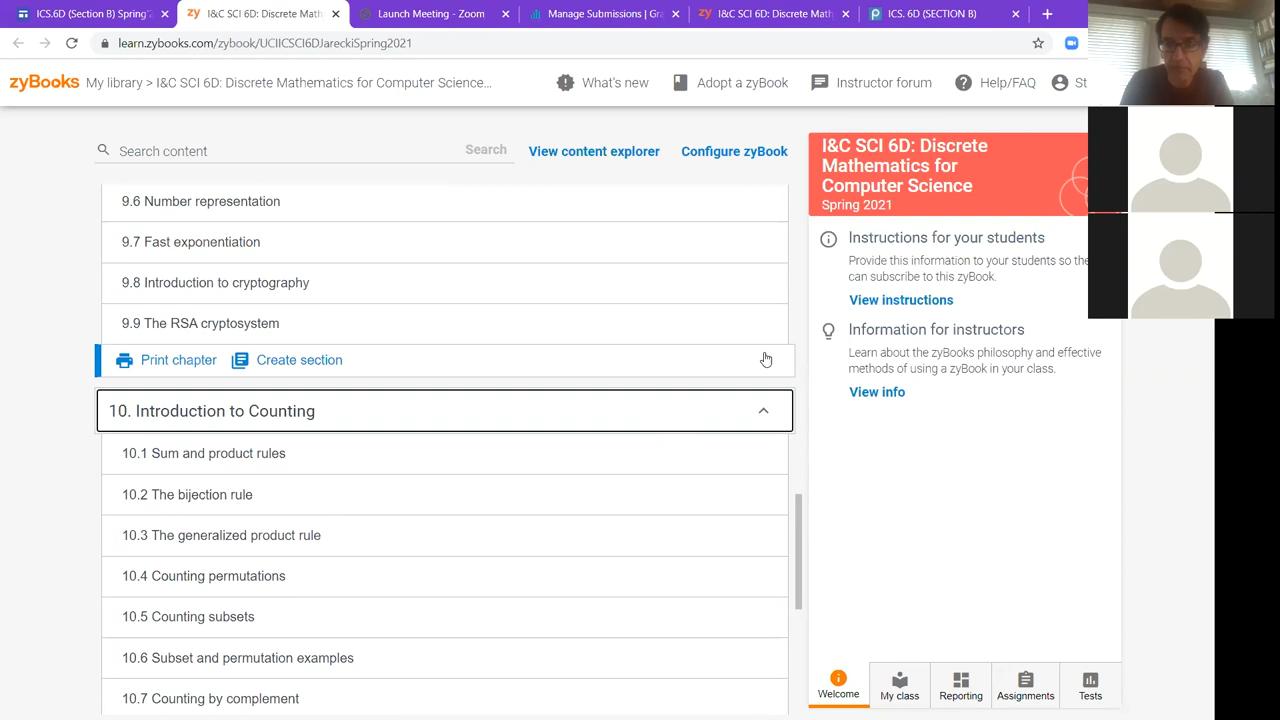 ICS.6D (SECTION B) Spring'2
I&C SCI 6D: Discrete Math
Launch Meeting - Zoom
Manage Submissions | Gra
I&C SCI 6D: Discrete Math
ICS. 6D (SECTION B)
zyBooks
My library > I&C SCI 6D: Discrete Mathematics for Computer Science...
What's new
Adopt a zyBook
Instructor forum
Help/FAQ
St
Search content
Search
View content explorer
Configure zyBook
9.6 Number representation
9.7 Fast exponentiation
9.8 Introduction to cryptography
9.9 The RSA cryptosystem
Print chapter
Create section
10. Introduction to Counting
10.1 Sum and product rules
10.2 The bijection rule
10.3 The generalized product rule
10.4 Counting permutations
10.5 Counting subsets
10.6 Subset and permutation examples
10.7 Counting by complement
I&C SCI 6D: Discrete
Mathematics for
Computer Science
Spring 2021
Instructions for your students
Provide this information to your students so the
can subscribe to this zyBook.
View instructions
Information for instructors
Learn about the zyBooks philosophy and effective
methods of using a zyBook in your class.
View info
Welcome
My class
Reporting
Assignments
Tests